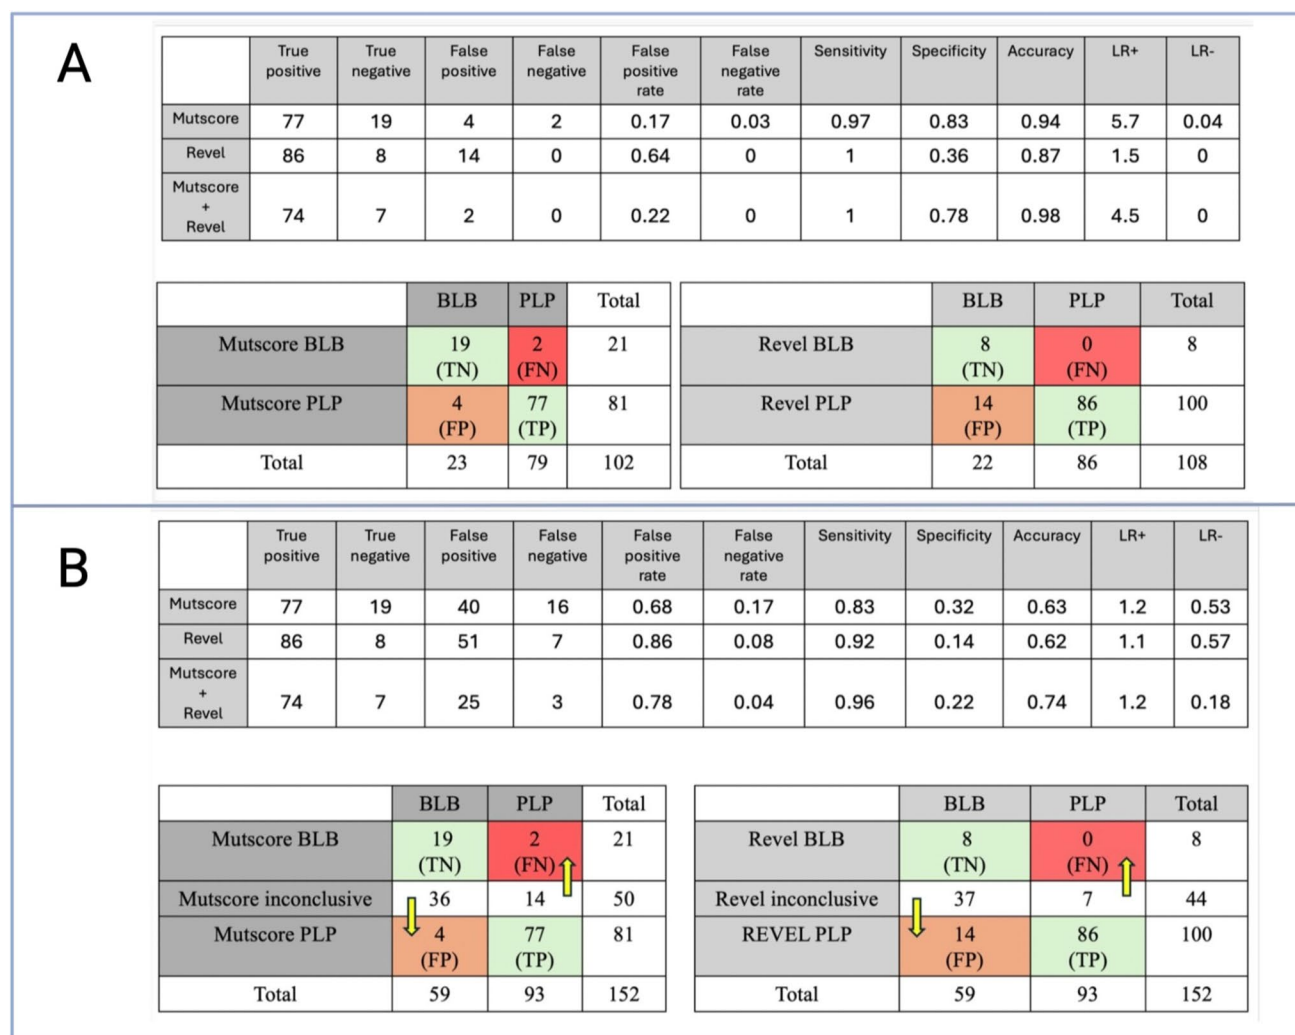 A
True positive True negative False positive False negative False positive rate False negative rate Sensitivity Specificity Accuracy LR+ LR-
Mutscore 77 19 4 2 0.17 0.03 0.97 0.83 0.94 5.7 0.04
Revel 86 8 14 0 0.64 0 1 0.36 0.87 1.5 0
Mutscore + Revel 74 7 2 0 0.22 0 1 0.78 0.98 4.5 0
BLB PLP Total
Mutscore BLB 19 (TN) 2 (FN) 21
Mutscore PLP 4 (FP) 77 (TP) 81
Total 23 79 102
BLB PLP Total
Revel BLB 8 (TN) 0 (FN) 8
Revel PLP 14 (FP) 86 (TP) 100
Total 22 86 108
B
True positive True negative False positive False negative False positive rate False negative rate Sensitivity Specificity Accuracy LR+ LR-
Mutscore 77 19 40 16 0.68 0.17 0.83 0.32 0.63 1.2 0.53
Revel 86 8 51 7 0.86 0.08 0.92 0.14 0.62 1.1 0.57
Mutscore + Revel 74 7 25 3 0.78 0.04 0.96 0.22 0.74 1.2 0.18
BLB PLP Total
Mutscore BLB 19 (TN) 2 (FN) 21
Mutscore inconclusive 36 14 50
Mutscore PLP 4 (FP) 77 (TP) 81
Total 59 93 152
BLB PLP Total
Revel BLB 8 (TN) 0 (FN) 8
Revel inconclusive 37 7 44
REVEL PLP 14 (FP) 86 (TP) 100
Total 59 93 152